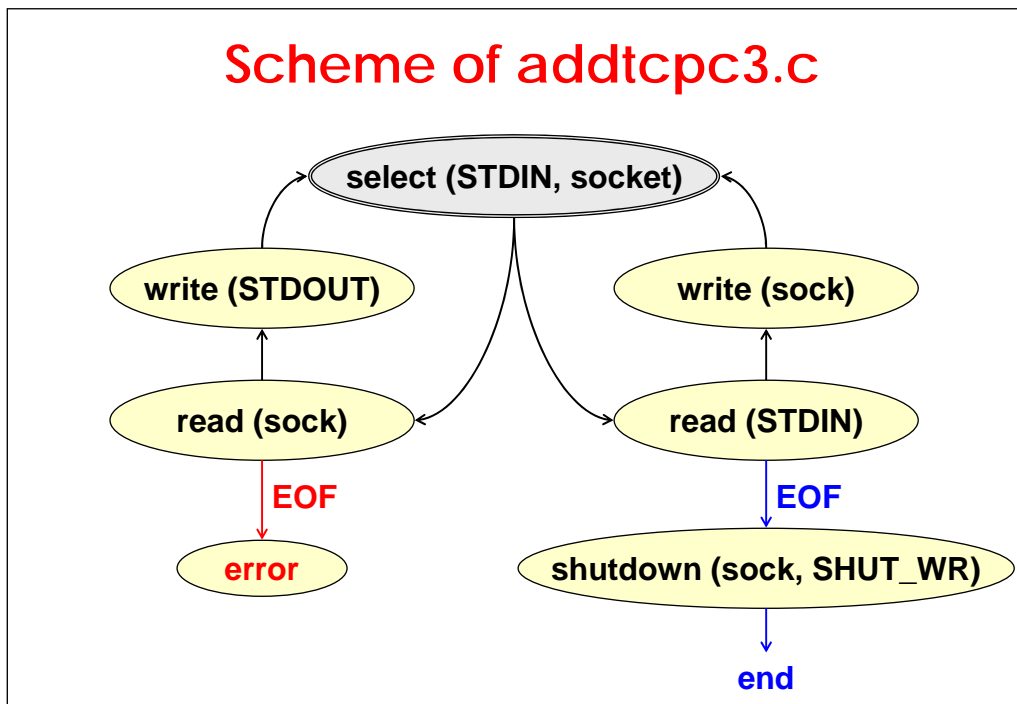 Scheme of addtcpc3.c
select (STDIN, socket)
write (STDOUT)
write (sock)
read (sock)
read (STDIN)
EOF
EOF
error
shutdown (sock, SHUT_WR)
end